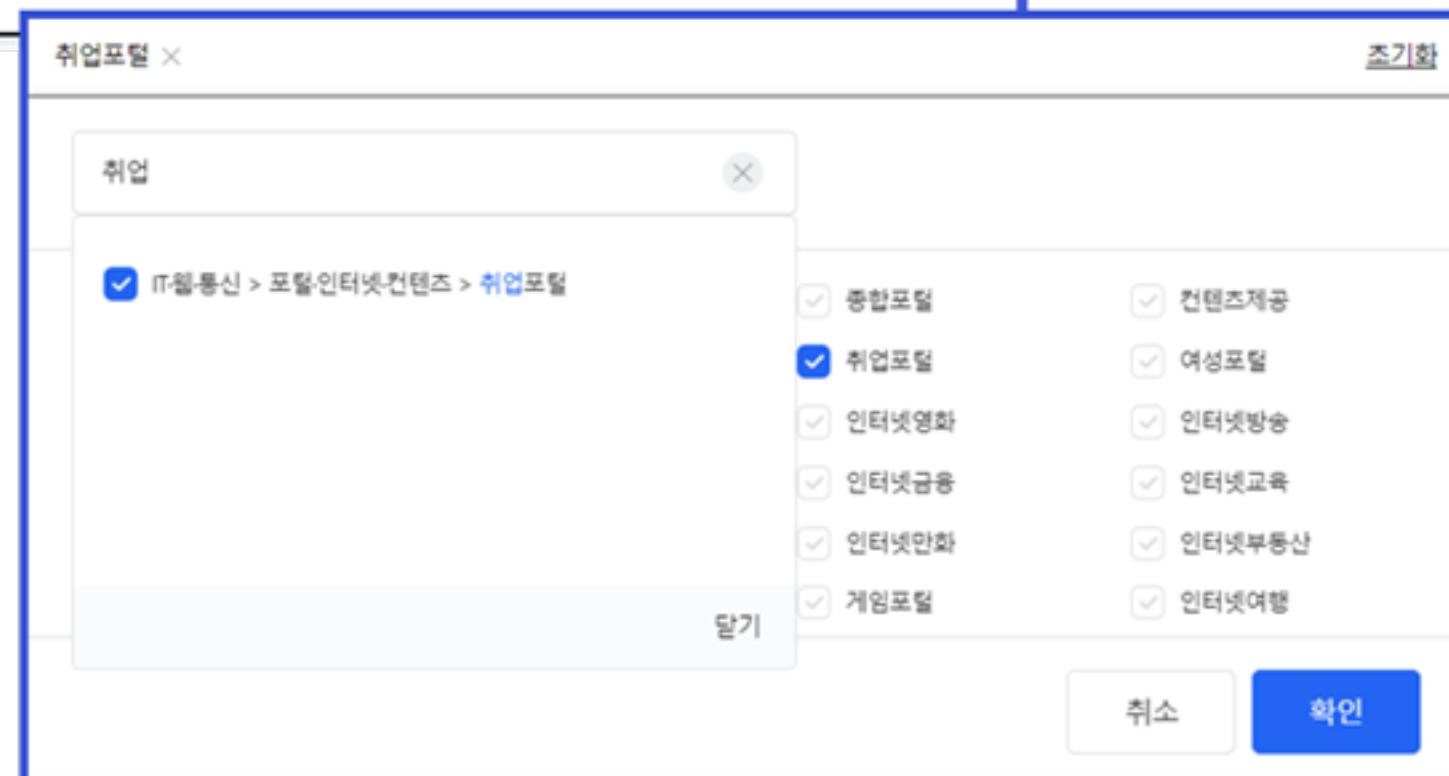 취업포털
초기화
취업
IT·웹·통신 > 포털·인터넷·컨텐츠 > 취업포털
종합포털 컨텐츠제공
취업포털 여성포털
인터넷영화 인터넷방송
인터넷금융 인터넷교육
인터넷만화 인터넷부동산
게임포털 인터넷여행
닫기
취소 확인